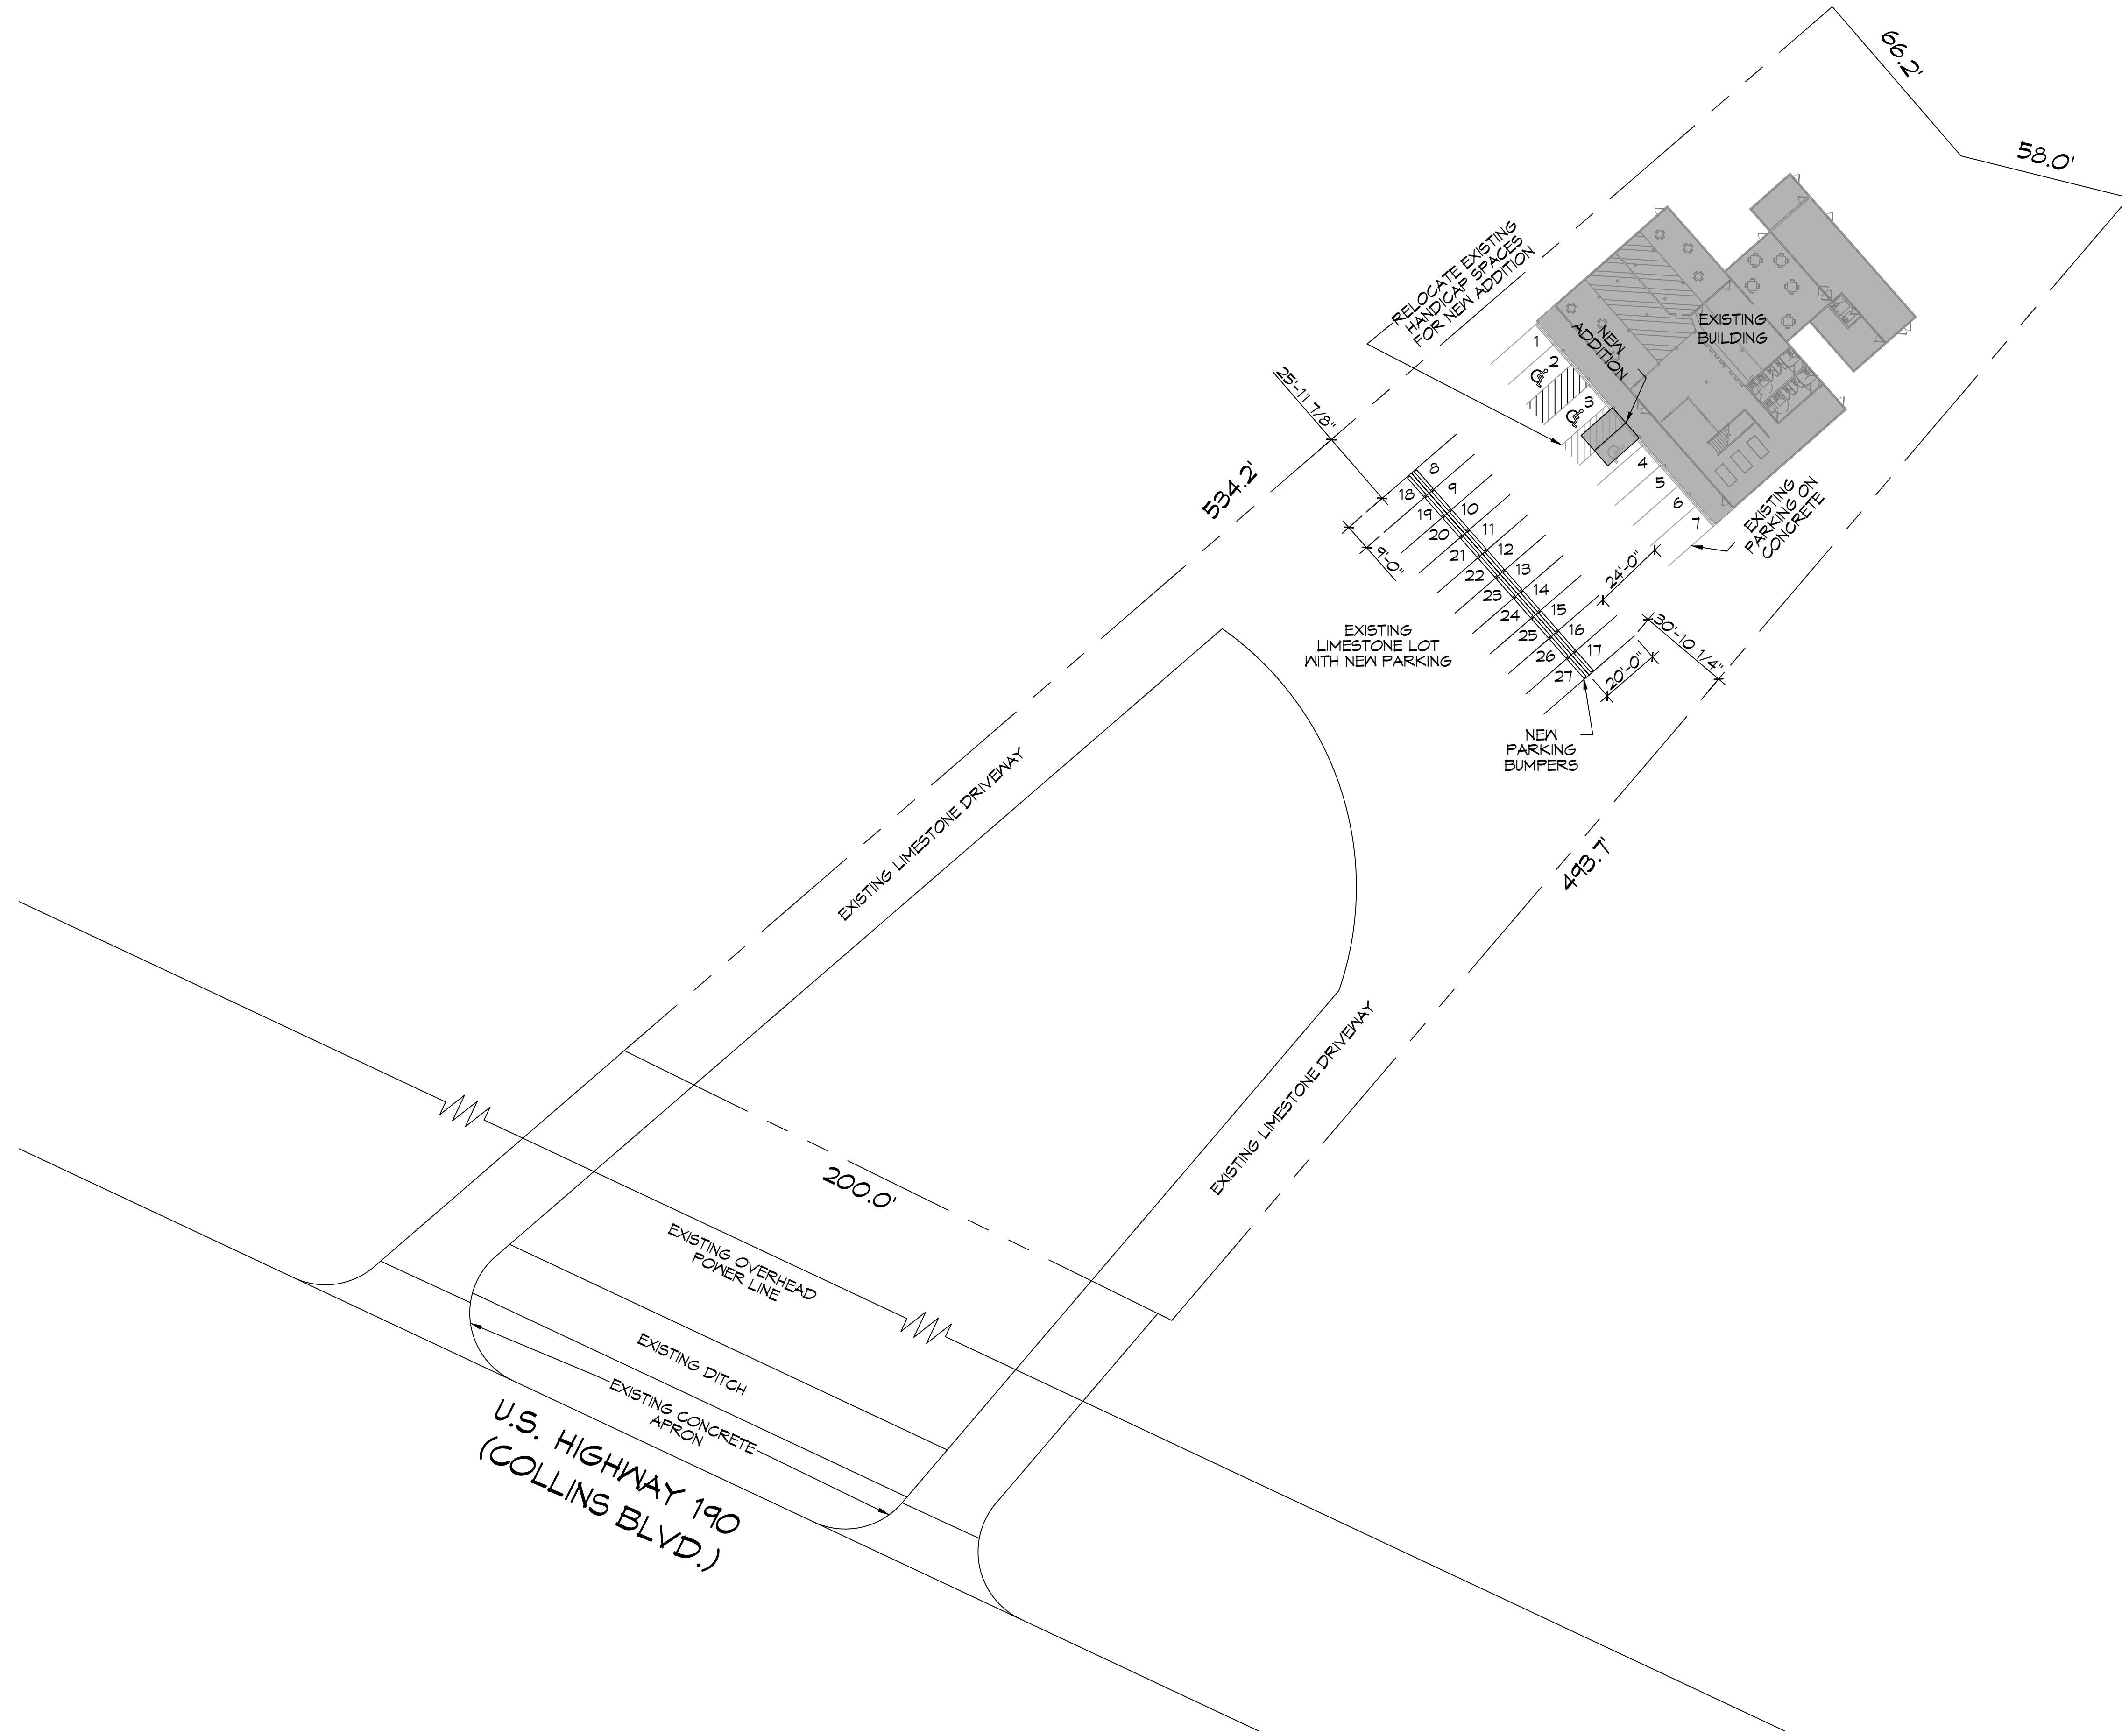 66.2'
58.0'
RELOCATE EXISTING
HANDICAP SPACES
FOR NEW ADDITION
NEW
ADDITION
EXISTING
BUILDING
1
2
3
4
5
6
7
EXISTING
PARKING ON
CONCRETE
25'-11 7/8"
534.2'
9'-0"
8
9
10
11
12
13
14
15
16
17
18
19
20
21
22
23
24
25
26
27
24'-0"
30'-10 1/4"
20'-0"
EXISTING
LIMESTONE LOT
WITH NEW PARKING
NEW
PARKING
BUMPERS
493.7'
EXISTING LIMESTONE DRIVEWAY
EXISTING LIMESTONE DRIVEWAY
200.0'
EXISTING OVERHEAD
POWER LINE
EXISTING DITCH
EXISTING CONCRETE
APRON
U.S. HIGHWAY 190
(COLLINS BLVD.)